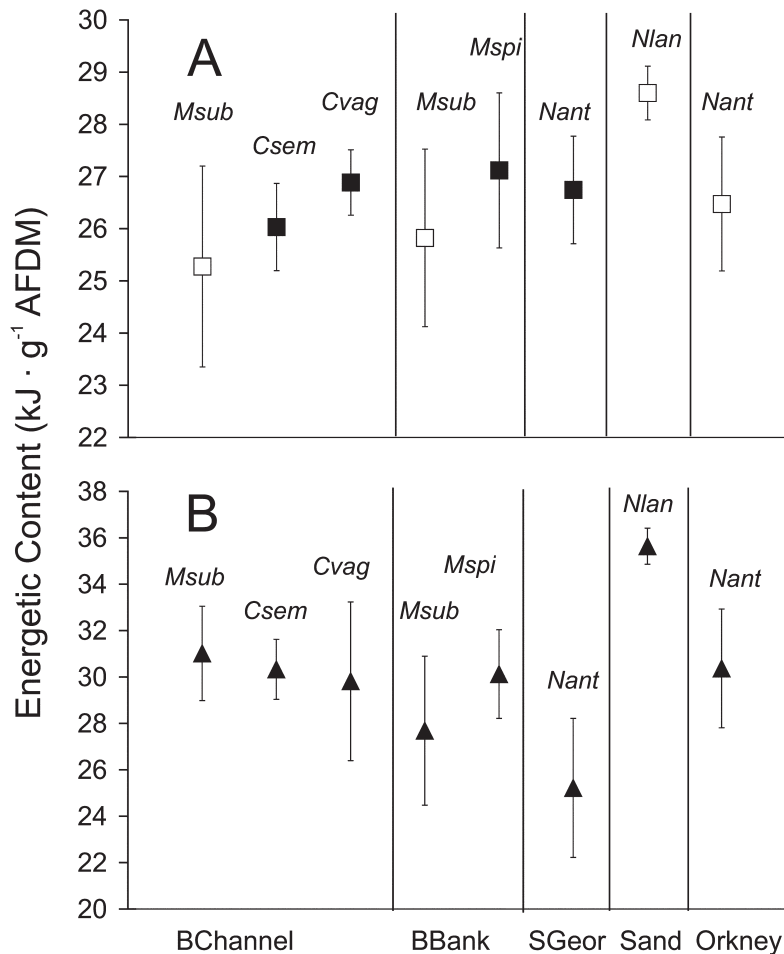 Energetic Content (kJ · g⁻¹ AFDM)
A
30
29
28
27
26
25
24
23
22
Msub
Csem
Cvag
Msub
Mspi
Nant
Nlan
Nant
B
38
36
34
32
30
28
26
24
22
20
Msub
Csem
Cvag
Msub
Mspi
Nant
Nlan
Nant
BChannel BBank SGeor Sand Orkney